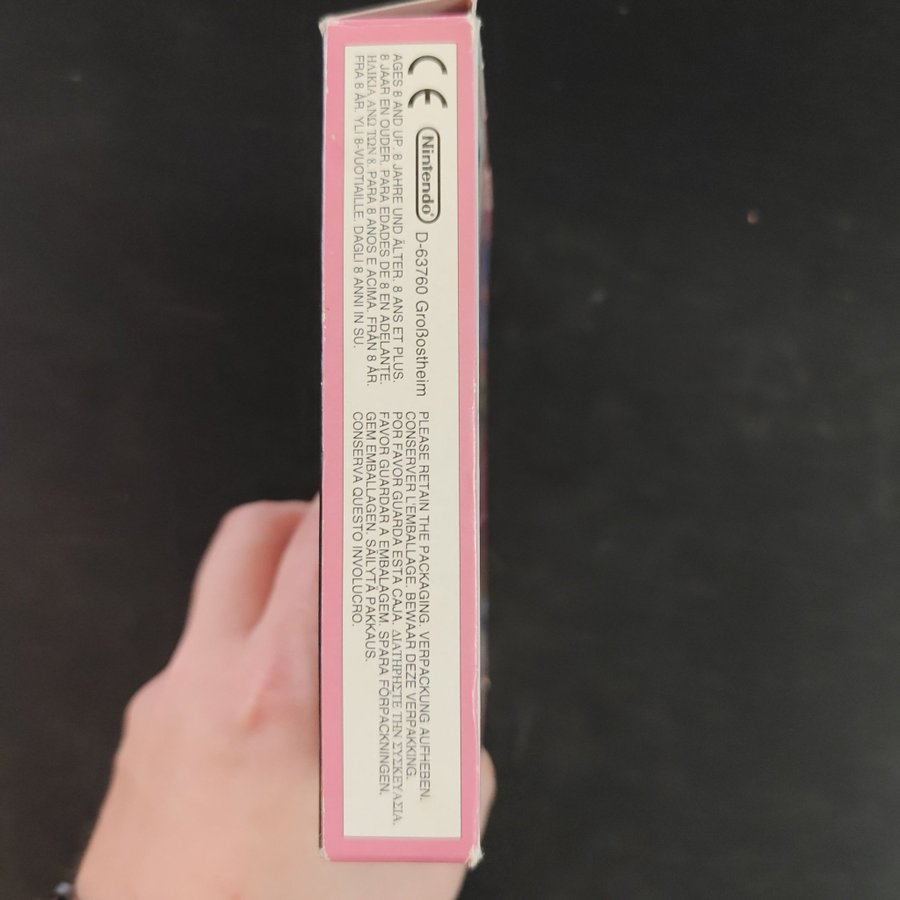 CE Nintendo® D-63760 Großostheim
AGES 8 AND UP. 8 JAHRE UND ÄLTER. 8 ANS ET PLUS.
8 JAAR EN OUDER. PARA EDADES DE 8 EN ADELANTE.
ΗΛΙΚΙΑ ΑΝΩ ΤΩΝ 8. PARA 8 ANOS E ACIMA. FRÅN 8 ÅR.
FRA 8 ÅR. YLI 8-VUOTIAILLE. DAGLI 8 ANNI IN SU.
PLEASE RETAIN THE PACKAGING. VERPACKUNG AUFHEBEN.
CONSERVER L'EMBALLAGE. BEWAAR DEZE VERPAKKING.
POR FAVOR GUARDA ESTA CAJA. ΔΙΑΤΗΡΗΣΤΕ ΤΗΝ ΣΥΣΚΕΥΑΣΙΑ.
FAVOR GUARDAR A EMBALAGEM. SPARA FÖRPACKNINGEN.
GEM EMBALLAGEN. SÄILYTÄ PAKKAUS.
CONSERVA QUESTO INVOLUCRO.